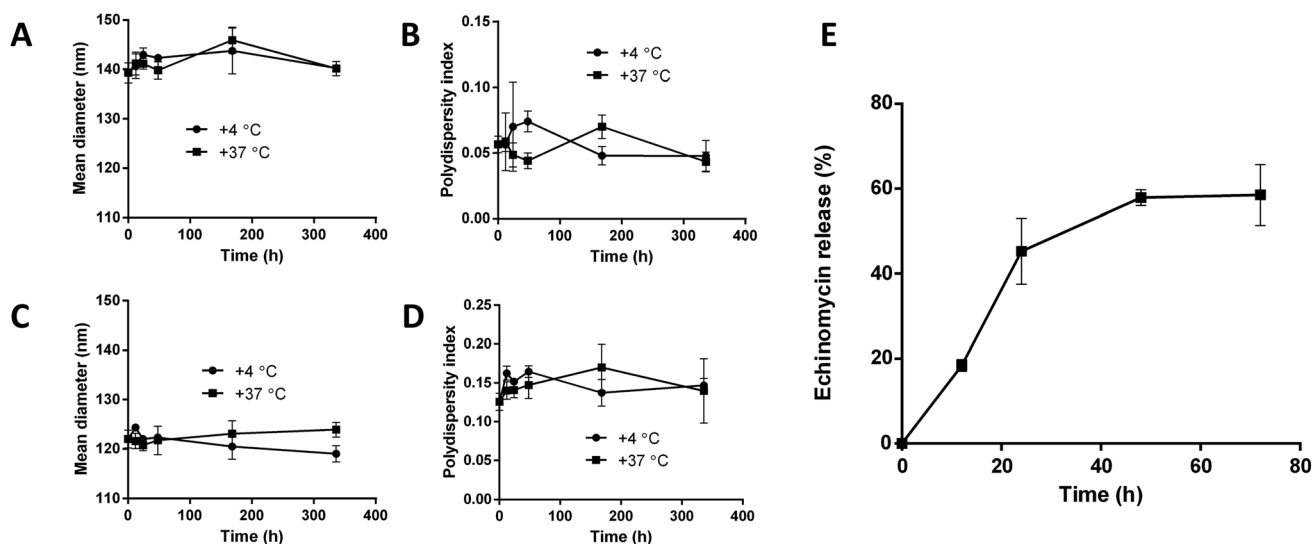 A
Mean diameter (nm)
150
140
130
120
110
0
100
200
300
400
Time (h)
+4 °C
+37 °C
B
Polydispersity index
0.15
0.10
0.05
0.00
0
100
200
300
400
Time (h)
+4 °C
+37 °C
C
Mean diameter (nm)
150
140
130
120
110
0
100
200
300
400
Time (h)
+4 °C
+37 °C
D
Polydispersity index
0.25
0.20
0.15
0.10
0.05
0.00
0
100
200
300
400
Time (h)
+4 °C
+37 °C
E
Echinomycin release (%)
80
60
40
20
0
0
20
40
60
80
Time (h)